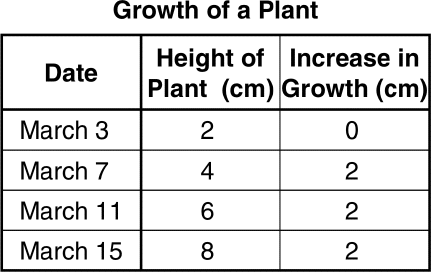 Growth of a Plant
Date Height of Plant (cm) Increase in Growth (cm)
March 3 2 0
March 7 4 2
March 11 6 2
March 15 8 2